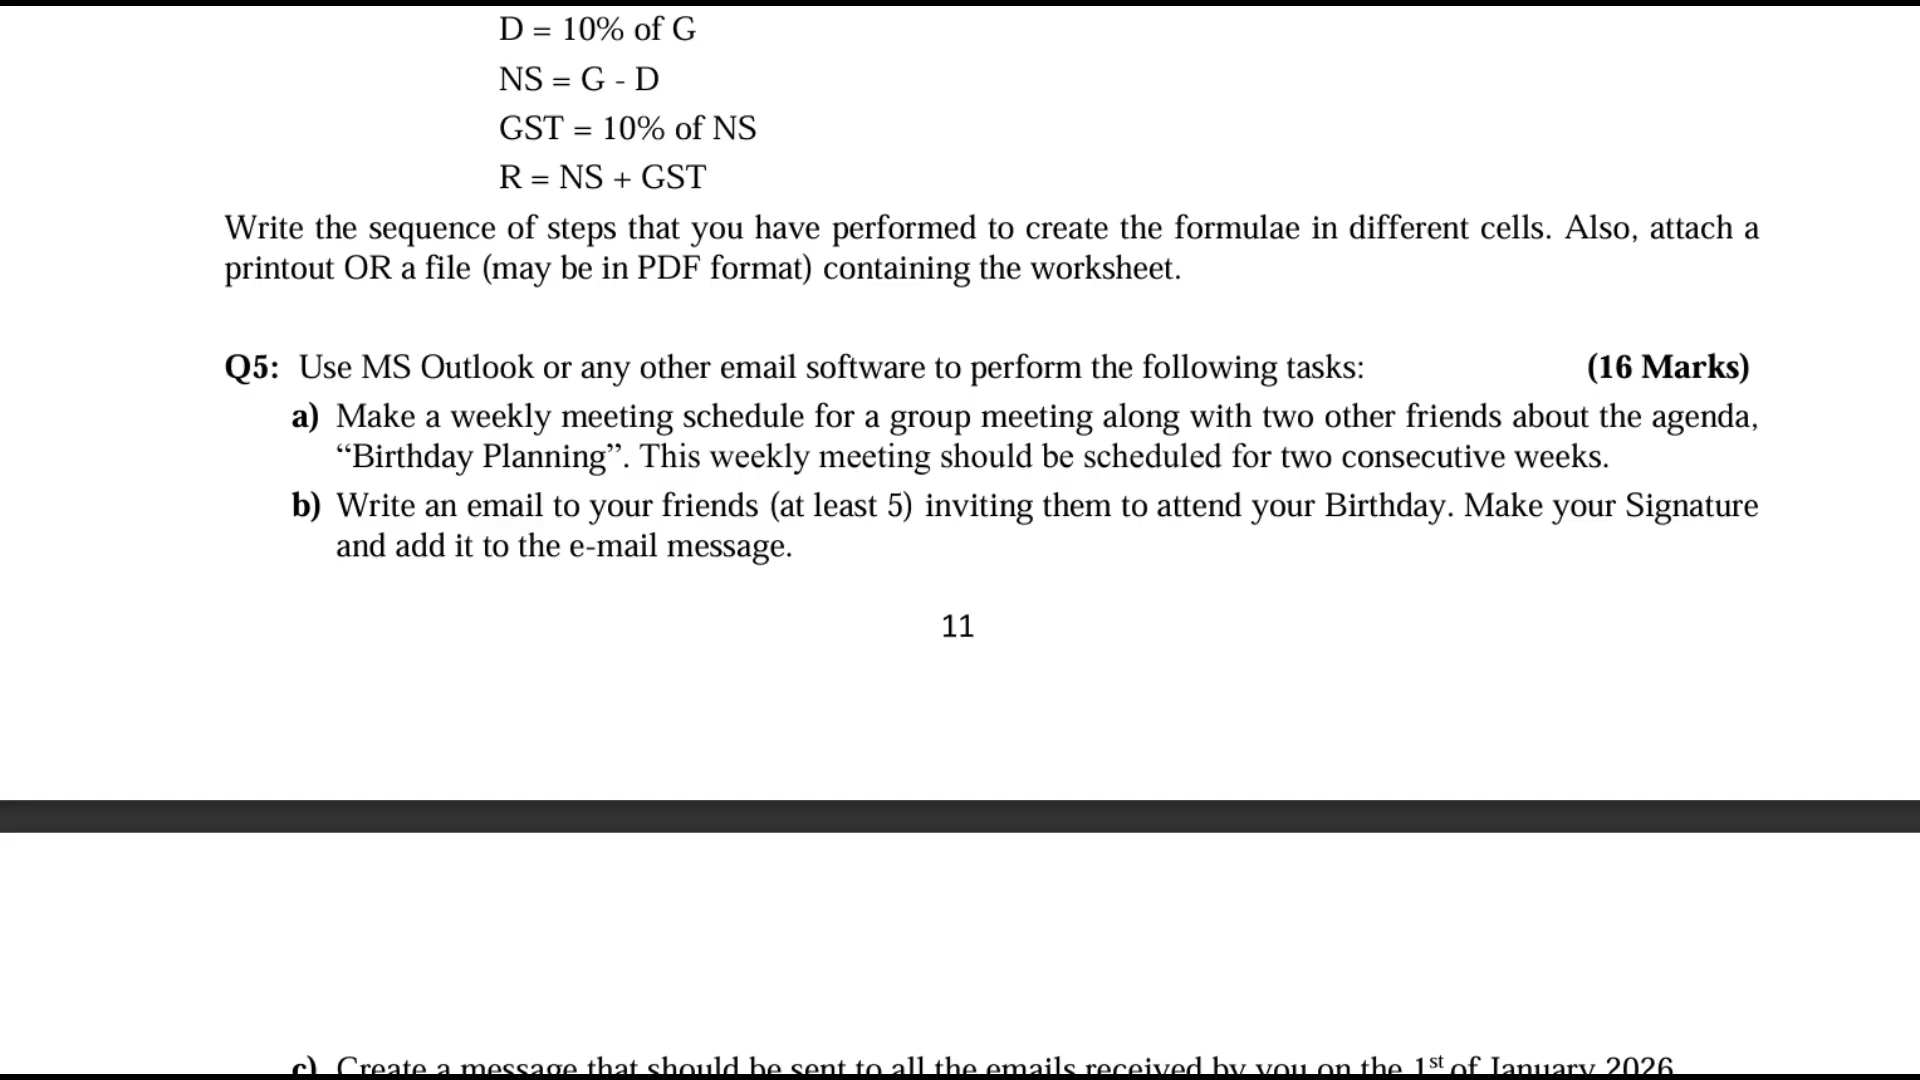 D = 10% of G
NS = G - D
GST = 10% of NS
R = NS + GST
Write the sequence of steps that you have performed to create the formulae in different cells. Also, attach a
printout OR a file (may be in PDF format) containing the worksheet.
Q5: Use MS Outlook or any other email software to perform the following tasks: (16 Marks)
a) Make a weekly meeting schedule for a group meeting along with two other friends about the agenda,
“Birthday Planning”. This weekly meeting should be scheduled for two consecutive weeks.
b) Write an email to your friends (at least 5) inviting them to attend your Birthday. Make your Signature
and add it to the e-mail message.
11
c) Create a message that should be sent to all the emails received by you on the 1st of January 2026